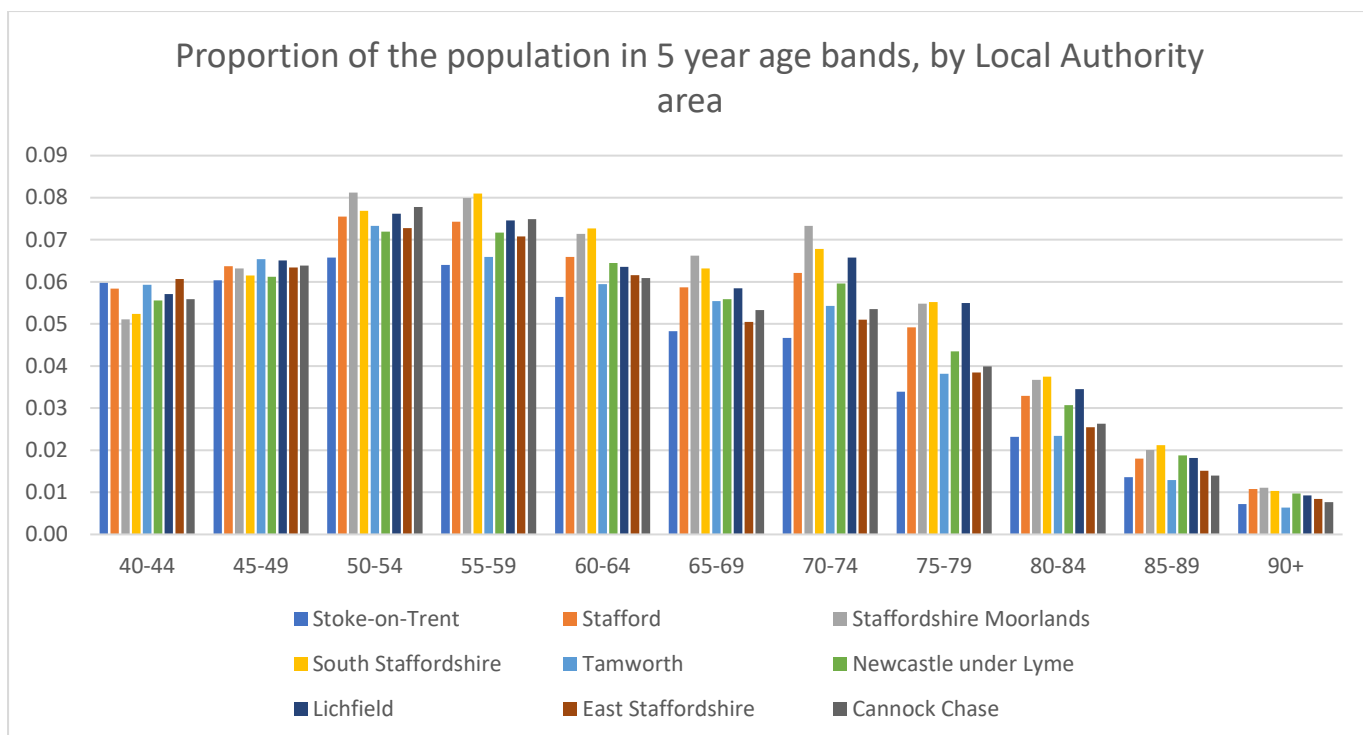 Proportion of the population in 5 year age bands, by Local Authority
area
0.09
0.08
0.07
0.06
0.05
0.04
0.03
0.02
0.01
0.00
40-44 45-49 50-54 55-59 60-64 65-69 70-74 75-79 80-84 85-89 90+
Stoke-on-Trent Stafford Staffordshire Moorlands
South Staffordshire Tamworth Newcastle under Lyme
Lichfield East Staffordshire Cannock Chase